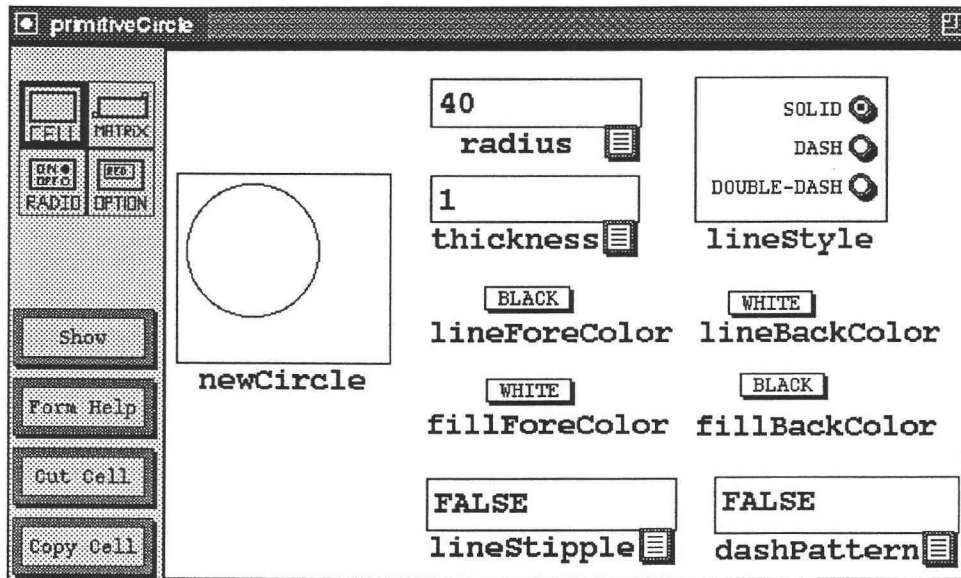 primitiveCircle
CELL
MATRIX
ON
OFF
RADIO
RED
OPTION
Show
Form Help
Cut Cell
Copy Cell
newCircle
40
radius
1
thickness
SOLID
DASH
DOUBLE-DASH
lineStyle
BLACK
lineForeColor
WHITE
lineBackColor
WHITE
fillForeColor
BLACK
fillBackColor
FALSE
lineStipple
FALSE
dashPattern